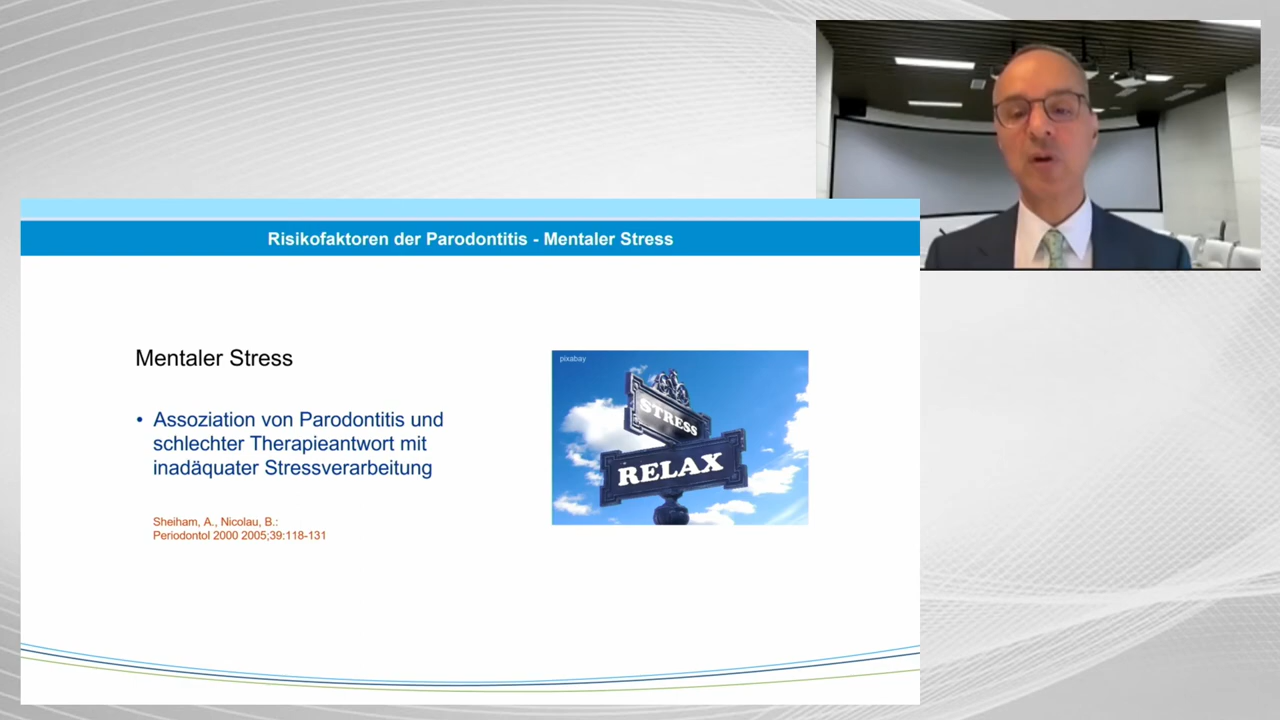 Risikofaktoren der Parodontitis - Mentaler Stress
Mentaler Stress
• Assoziation von Parodontitis und
schlechter Therapieantwort mit
inadäquater Stressverarbeitung
Sheiham, A., Nicolau, B.:
Periodontol 2000 2005;39:118-131
pixabay
STRESS
RELAX